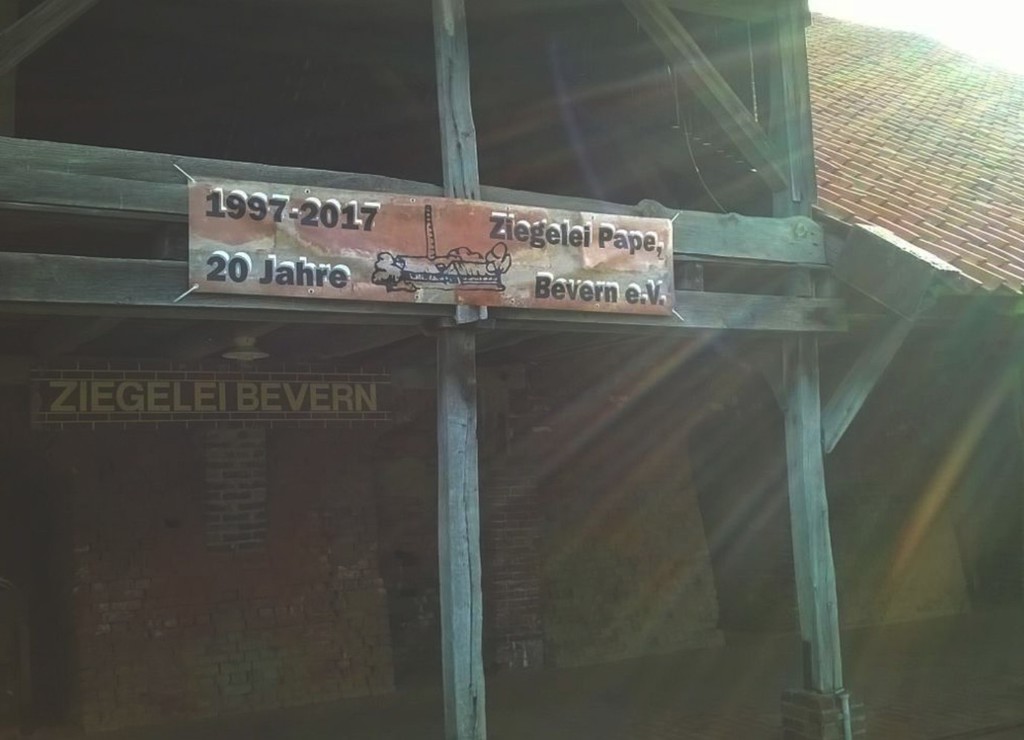 1997-2017
20 Jahre
Ziegelei Pape,
Bevern e.V.
ZIEGELEI BEVERN